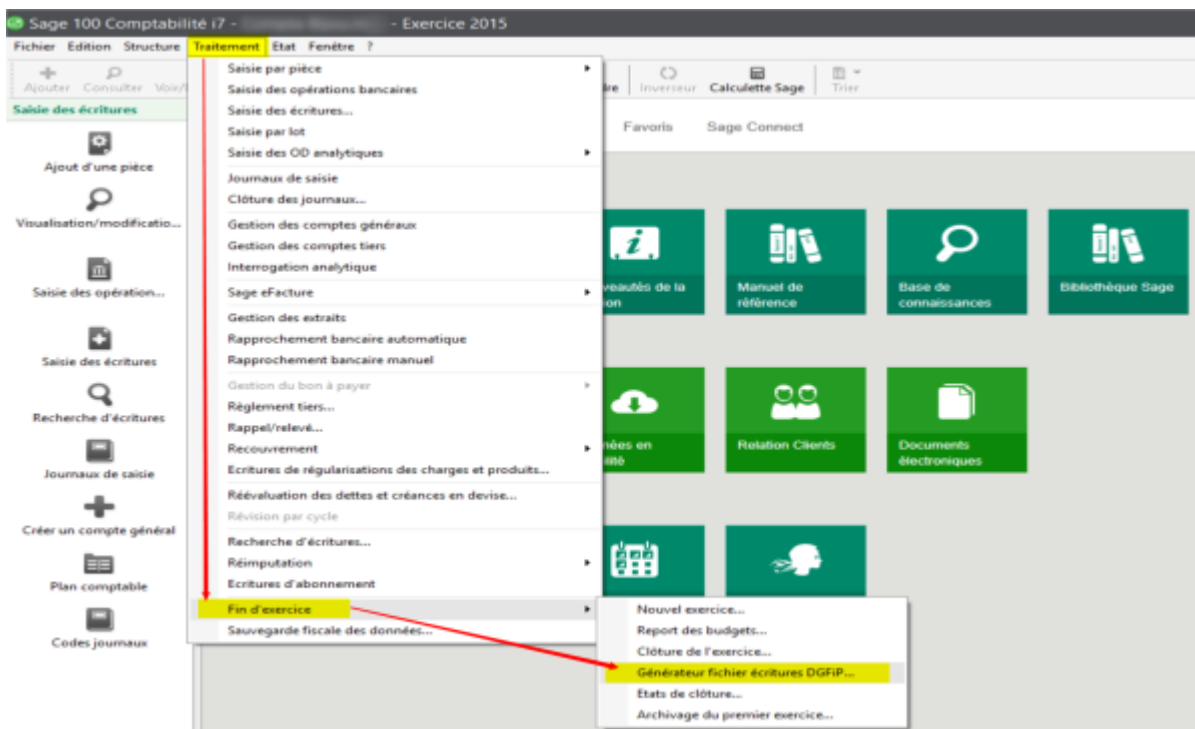 Sage 100 Comptabilité i7 - - Exercice 2015
Fichier Edition Structure Traitement Etat Fenêtre ?
Ajouter Consulter Inverseur Calculette Sage Trier
Saisie des écritures
Ajout d'une pièce
Visualisation/modificatio...
Saisie des opération...
Saisie des écritures
Recherche d'écritures
Journaux de saisie
Créer un compte général
Plan comptable
Codes journaux
Saisie par pièce
Saisie des opérations bancaires
Saisie des écritures...
Saisie par lot
Saisie des OD analytiques
Journaux de saisie
Clôture des journaux...
Gestion des comptes généraux
Gestion des comptes tiers
Interrogation analytique
Sage eFacture
Gestion des extraits
Rapprochement bancaire automatique
Rapprochement bancaire manuel
Gestion du bon à payer
Règlement tiers...
Rappel/relevé...
Recouvrement
Ecritures de régularisations des charges et produits...
Réévaluation des dettes et créances en devise...
Révision par cycle
Recherche d'écritures...
Réimputation
Ecritures d'abonnement
Fin d'exercice
Sauvegarde fiscale des données...
Nouvel exercice...
Report des budgets...
Clôture de l'exercice...
Générateur fichier écritures DGFiP...
Etats de clôture...
Archivage du premier exercice...
Favoris Sage Connect
veautés de la
ion
Manuel de
référence
Base de
connaissances
Bibliothèque Sage
nées en
ilité
Relation Clients
Documents
électroniques